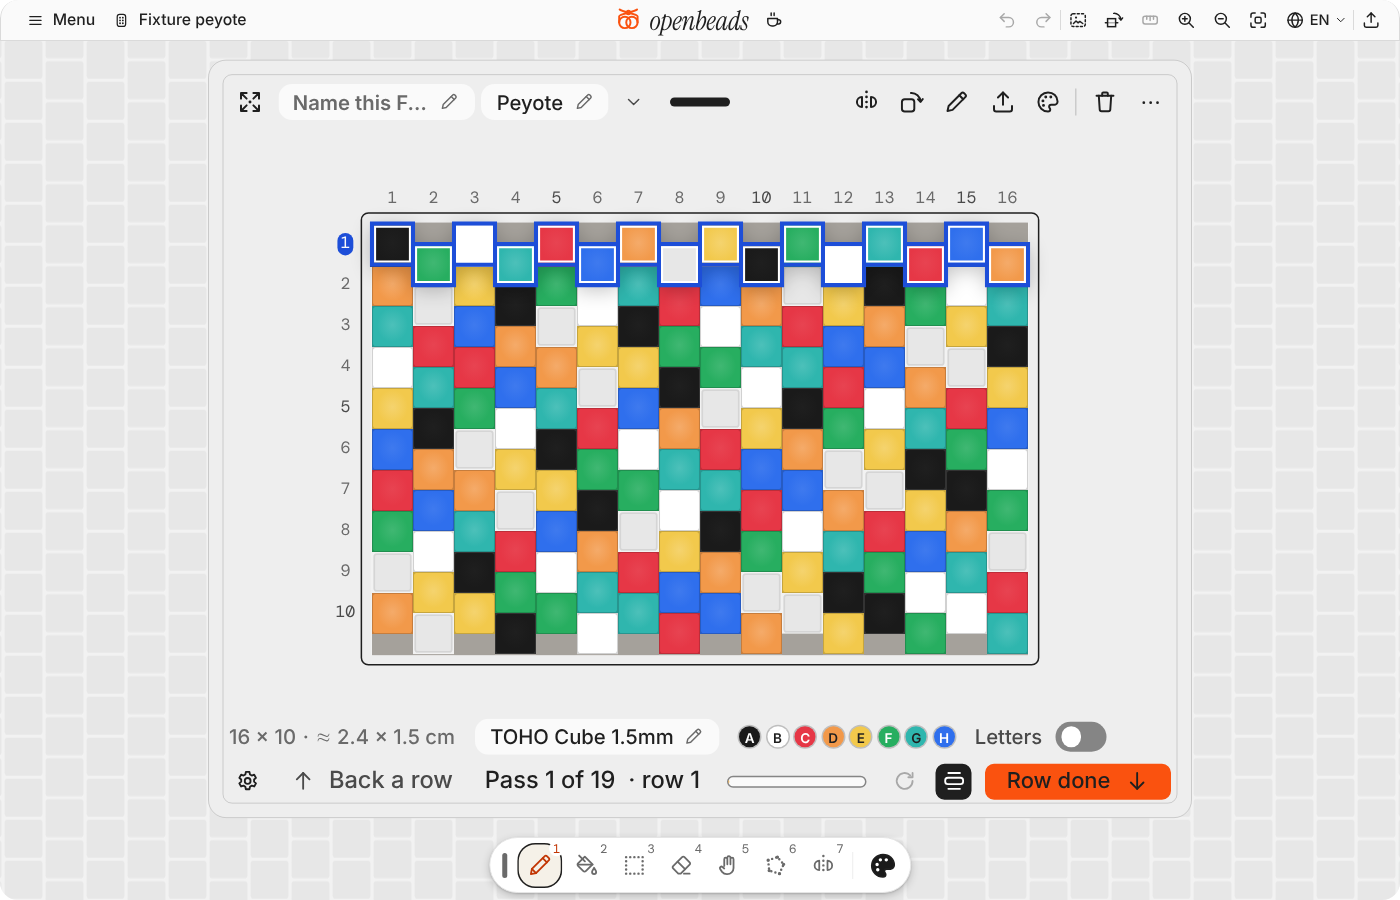 Menu
Fixture peyote
openbeads
EN
Name this F...
Peyote
1 2 3 4 5 6 7 8 9 10 11 12 13 14 15 16
1
2
3
4
5
6
7
8
9
10
16 × 10 · ≈ 2.4 × 1.5 cm
TOHO Cube 1.5mm
A B C D E F G H
Letters
Back a row
Pass 1 of 19 · row 1
Row done
1 2 3 4 5 6 7